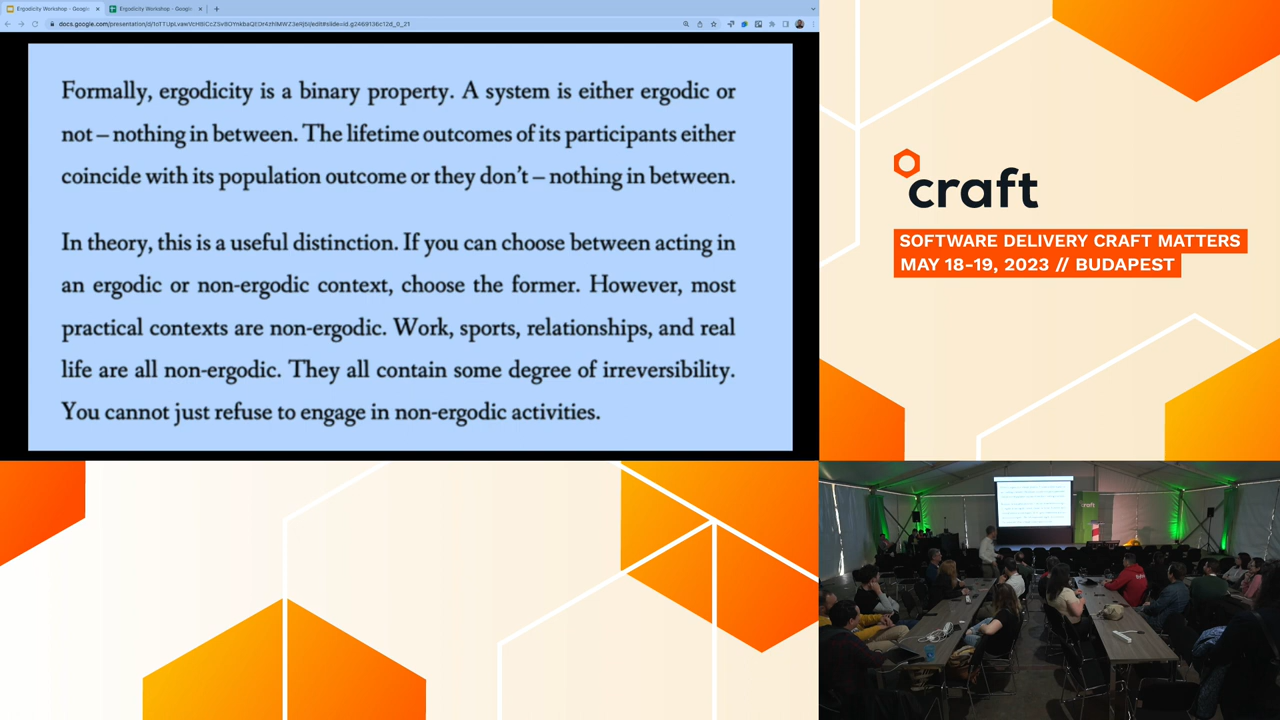 Ergodicity Workshop - Google
Ergodicity Workshop - Googl
Formally, ergodicity is a binary property. A system is either ergodic or
not – nothing in between. The lifetime outcomes of its participants either
coincide with its population outcome or they don’t – nothing in between.
In theory, this is a useful distinction. If you can choose between acting in
an ergodic or non-ergodic context, choose the former. However, most
practical contexts are non-ergodic. Work, sports, relationships, and real
life are all non-ergodic. They all contain some degree of irreversibility.
You cannot just refuse to engage in non-ergodic activities.
craft
SOFTWARE DELIVERY CRAFT MATTERS
MAY 18-19, 2023 // BUDAPEST
craft